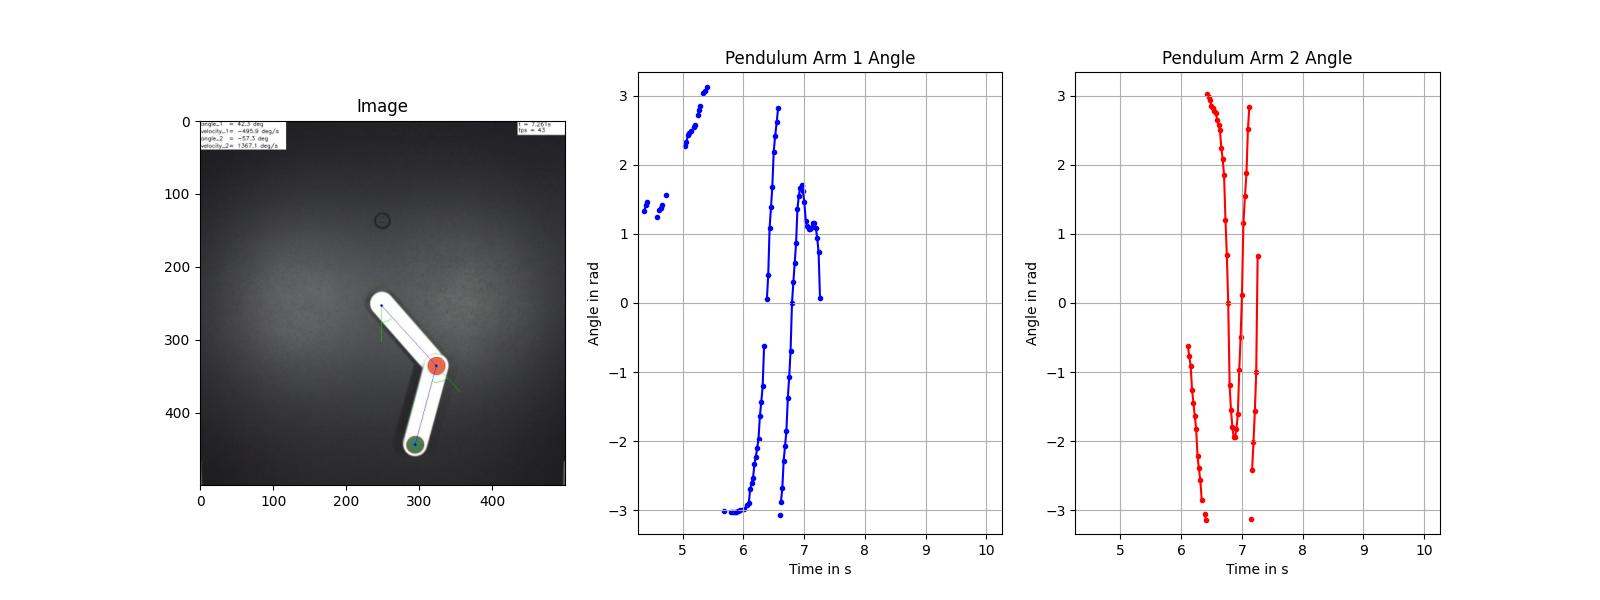 Image
angle_1 = 42.3 deg
velocity_1= -495.9 deg/s
angle_2 = -57.3 deg
velocity_2= 1367.1 deg/s
t = 7.261s
fps = 43
0
100
200
300
400
0 100 200 300 400
Pendulum Arm 1 Angle
Angle in rad
3
2
1
0
−1
−2
−3
5 6 7 8 9 10
Time in s
Pendulum Arm 2 Angle
Angle in rad
3
2
1
0
−1
−2
−3
5 6 7 8 9 10
Time in s